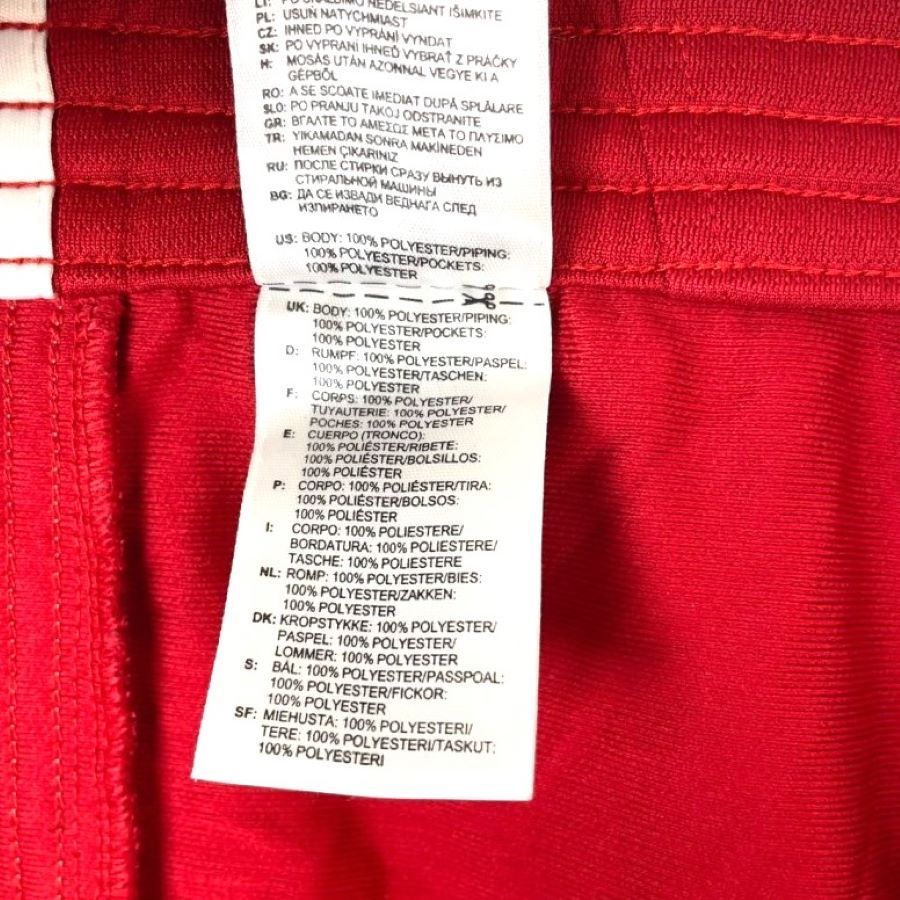 LT: PO SKALBIMO NEDELSIANT IŠIMKITE
PL: USUŃ NATYCHMIAST
CZ: IHNED PO VYPRÁNÍ VYNDAT
SK: PO VYPRANÍ IHNEĎ VYBRAŤ Z PRÁČKY
H: MOSÁS UTÁN AZONNAL VEGYE KI A
GÉPBŐL
RO: A SE SCOATE IMEDIAT DUPĂ SPĂLARE
SLO: PO PRANJU TAKOJ ODSTRANITE
GR: ΒΓΑΛΤΕ ΤΟ ΑΜΕΣΩΣ ΜΕΤΑ ΤΟ ΠΛΥΣΙΜΟ
TR: YIKAMADAN SONRA MAKİNEDEN
HEMEN ÇIKARINIZ
RU: ПОСЛЕ СТИРКИ СРАЗУ ВЫНУТЬ ИЗ
СТИРАЛЬНОЙ МАШИНЫ
BG: ДА СЕ ИЗВАДИ ВЕДНАГА СЛЕД
ИЗПИРАНЕТО
US: BODY: 100% POLYESTER/PIPING:
100% POLYESTER/POCKETS:
100% POLYESTER
UK: BODY: 100% POLYESTER/PIPING:
100% POLYESTER/POCKETS:
100% POLYESTER
D: RUMPF: 100% POLYESTER/PASPEL:
100% POLYESTER/TASCHEN:
100% POLYESTER
F: CORPS: 100% POLYESTER/
TUYAUTERIE: 100% POLYESTER/
POCHES: 100% POLYESTER
E: CUERPO (TRONCO):
100% POLIÉSTER/RIBETE:
100% POLIÉSTER/BOLSILLOS:
100% POLIÉSTER
P: CORPO: 100% POLIÉSTER/TIRA:
100% POLIÉSTER/BOLSOS:
100% POLIÉSTER
I: CORPO: 100% POLIESTERE/
BORDATURA: 100% POLIESTERE/
TASCHE: 100% POLIESTERE
NL: ROMP: 100% POLYESTER/BIES:
100% POLYESTER/ZAKKEN:
100% POLYESTER
DK: KROPSTYKKE: 100% POLYESTER/
PASPEL: 100% POLYESTER/
LOMMER: 100% POLYESTER
S: BÅL: 100% POLYESTER/PASSPOAL:
100% POLYESTER/FICKOR:
100% POLYESTER
SF: MIEHUSTA: 100% POLYESTERI/
TERE: 100% POLYESTERI/TASKUT:
100% POLYESTERI